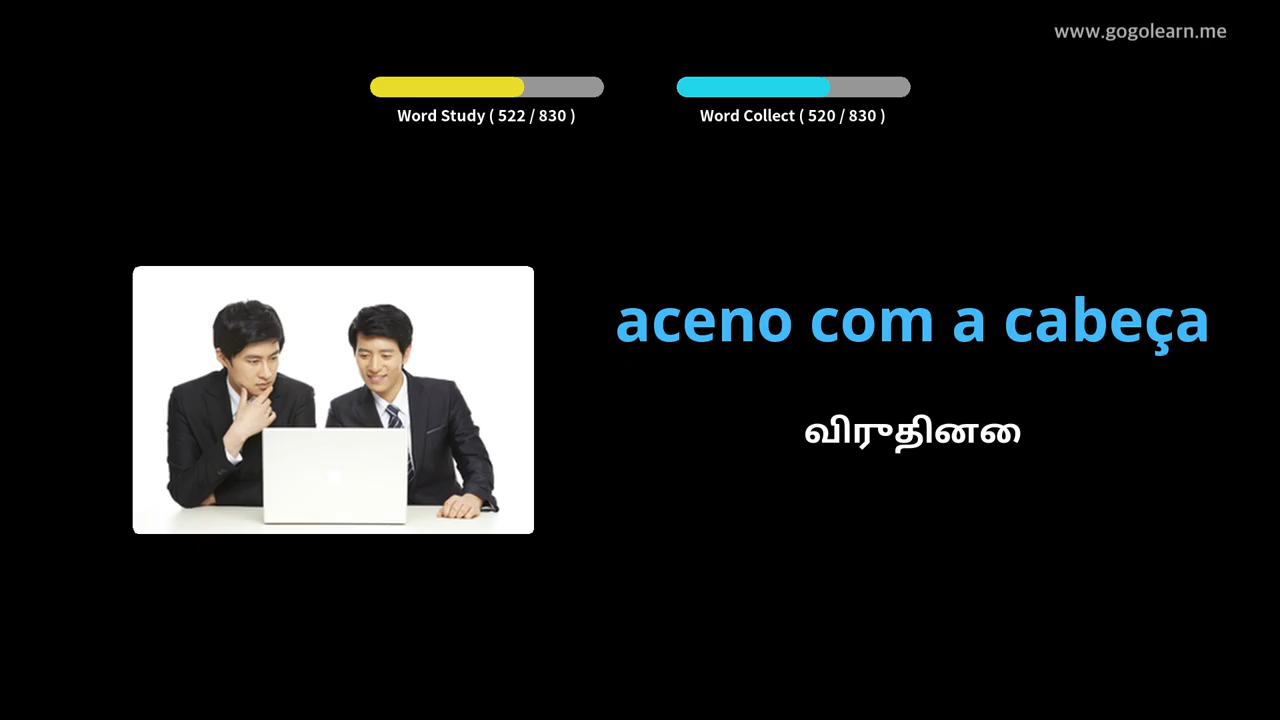 www.gogolearn.me
Word Study ( 522 / 830 )
Word Collect ( 520 / 830 )
aceno com a cabeça
விருதினை